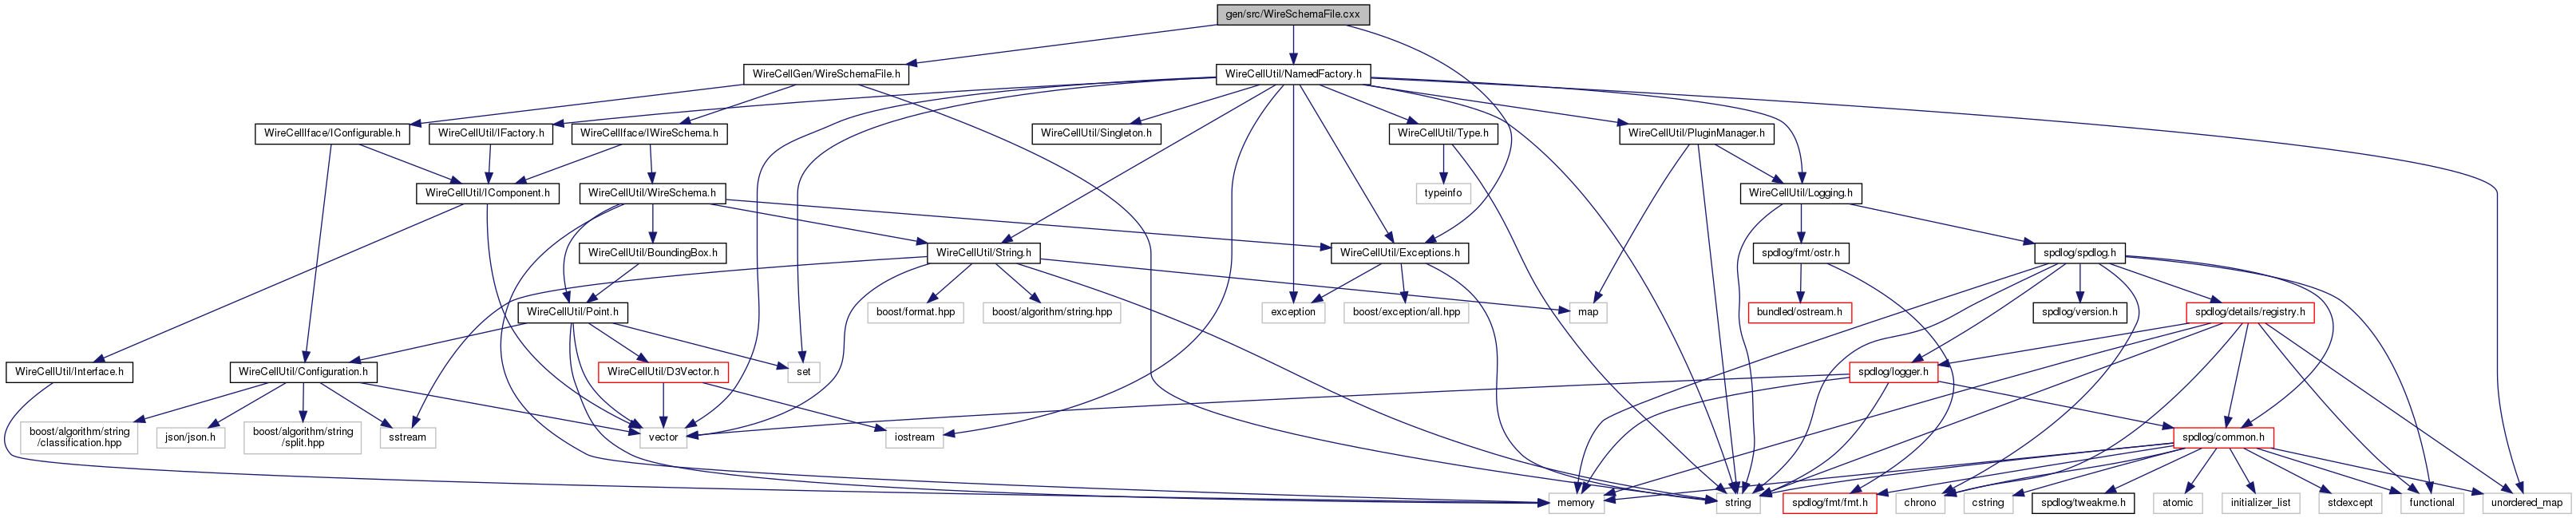 gen/src/WireSchemaFile.cxx
WireCellGen/WireSchemaFile.h
WireCellUtil/NamedFactory.h
WireCellIface/IConfigurable.h
WireCellUtil/IFactory.h
WireCellIface/IWireSchema.h
WireCellUtil/Singleton.h
WireCellUtil/Type.h
WireCellUtil/PluginManager.h
WireCellUtil/IComponent.h
WireCellUtil/WireSchema.h
typeinfo
WireCellUtil/Logging.h
WireCellUtil/BoundingBox.h
WireCellUtil/String.h
WireCellUtil/Exceptions.h
spdlog/fmt/ostr.h
spdlog/spdlog.h
WireCellUtil/Point.h
boost/format.hpp
boost/algorithm/string.hpp
exception
boost/exception/all.hpp
map
bundled/ostream.h
spdlog/version.h
spdlog/details/registry.h
WireCellUtil/Interface.h
WireCellUtil/Configuration.h
WireCellUtil/D3Vector.h
set
spdlog/logger.h
boost/algorithm/string
/classification.hpp
json/json.h
boost/algorithm/string
/split.hpp
sstream
vector
iostream
spdlog/common.h
memory
string
spdlog/fmt/fmt.h
chrono
cstring
spdlog/tweakme.h
atomic
initializer_list
stdexcept
functional
unordered_map